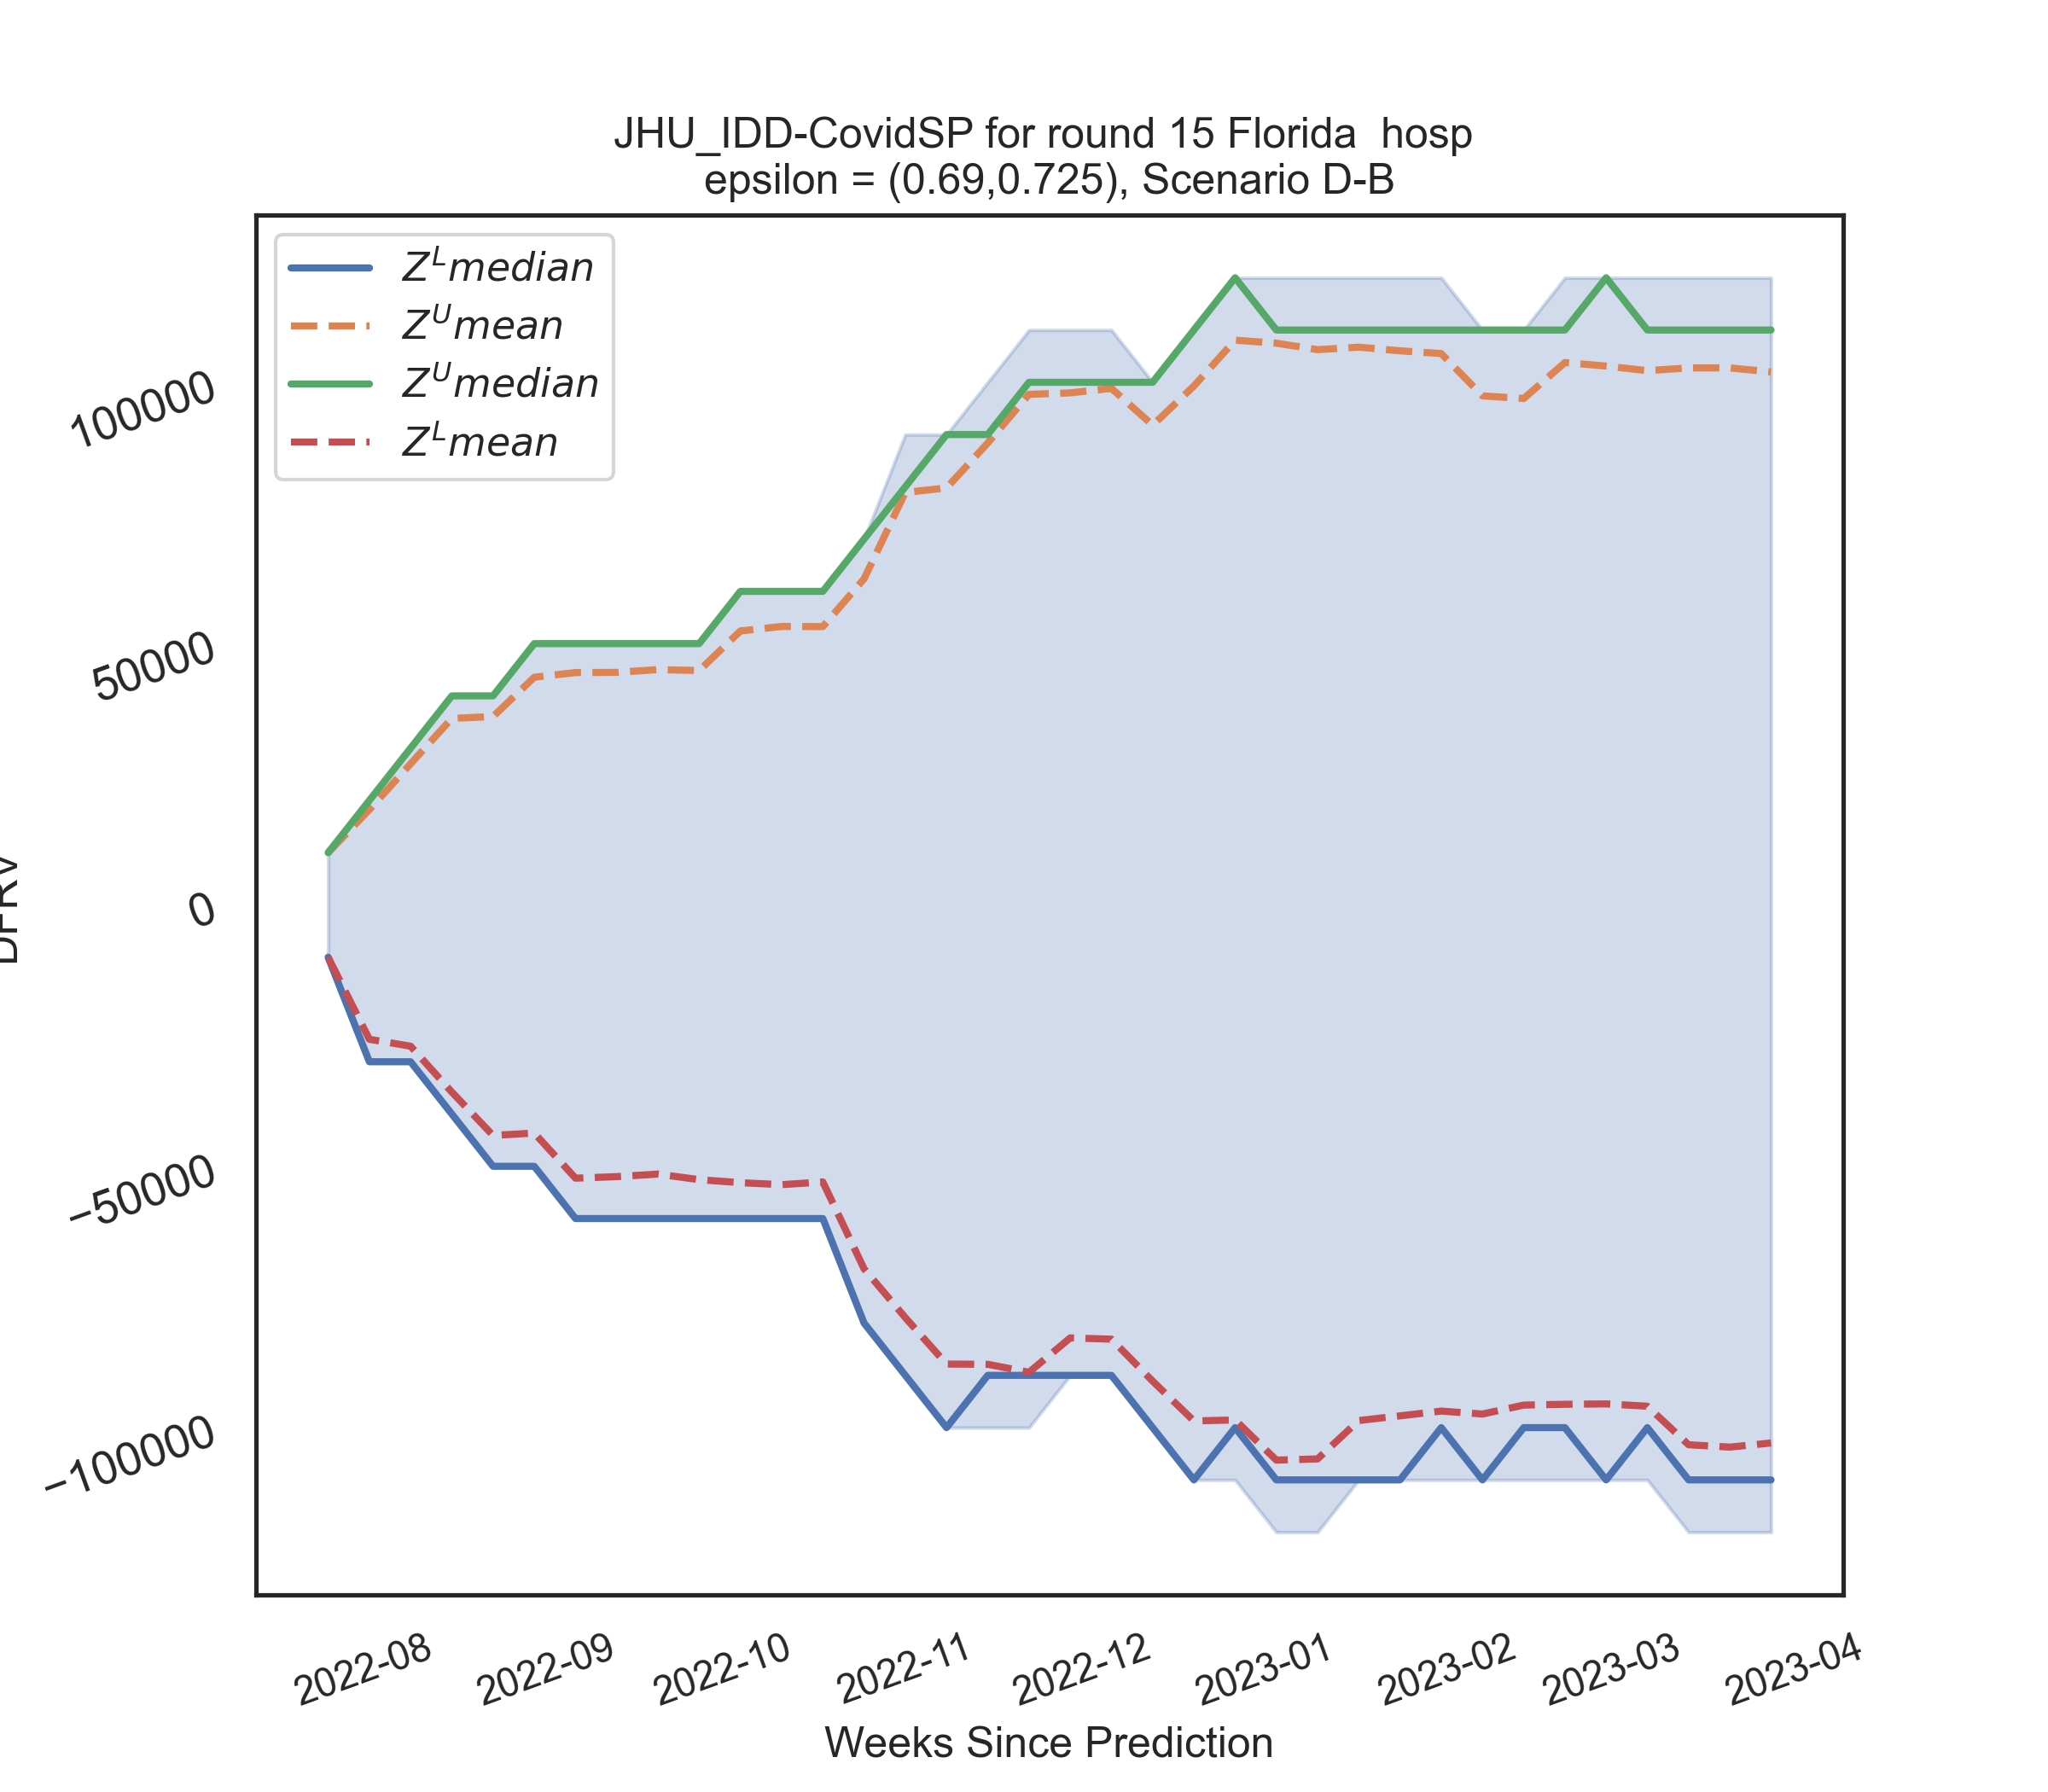 JHU_IDD-CovidSP for round 15 Florida  hosp
epsilon = (0.69,0.725), Scenario D-B
Z^L median
Z^U mean
Z^U median
Z^L mean
100000
50000
0
−50000
−100000
2022-08
2022-09
2022-10
2022-11
2022-12
2023-01
2023-02
2023-03
2023-04
Weeks Since Prediction